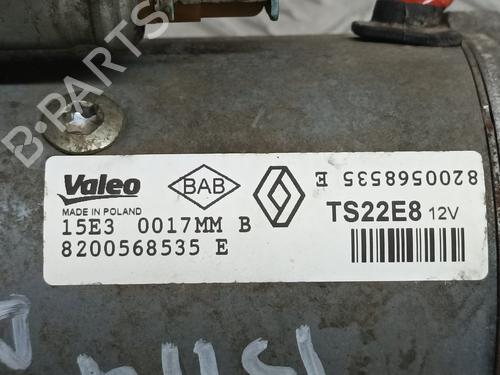 B-PARTS
Valeo
MADE IN POLAND
BAB
8200568535 E
TS22E8 12V
15E3 0017MM B
8200568535 E